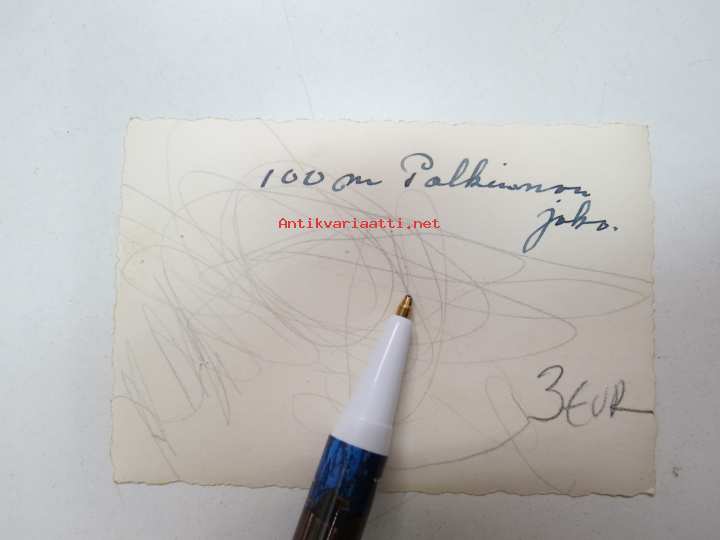 100 m Palkinnon
jako.
Antikvariaatti.net
3 EUR